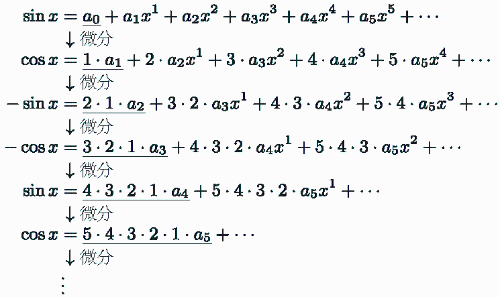 sin x = a₀ + a₁x¹ + a₂x² + a₃x³ + a₄x⁴ + a₅x⁵ + ⋯
↓ 微分
cos x = 1 · a₁ + 2 · a₂x¹ + 3 · a₃x² + 4 · a₄x³ + 5 · a₅x⁴ + ⋯
↓ 微分
− sin x = 2 · 1 · a₂ + 3 · 2 · a₃x¹ + 4 · 3 · a₄x² + 5 · 4 · a₅x³ + ⋯
↓ 微分
− cos x = 3 · 2 · 1 · a₃ + 4 · 3 · 2 · a₄x¹ + 5 · 4 · 3 · a₅x² + ⋯
↓ 微分
sin x = 4 · 3 · 2 · 1 · a₄ + 5 · 4 · 3 · 2 · a₅x¹ + ⋯
↓ 微分
cos x = 5 · 4 · 3 · 2 · 1 · a₅ + ⋯
↓ 微分
⋮